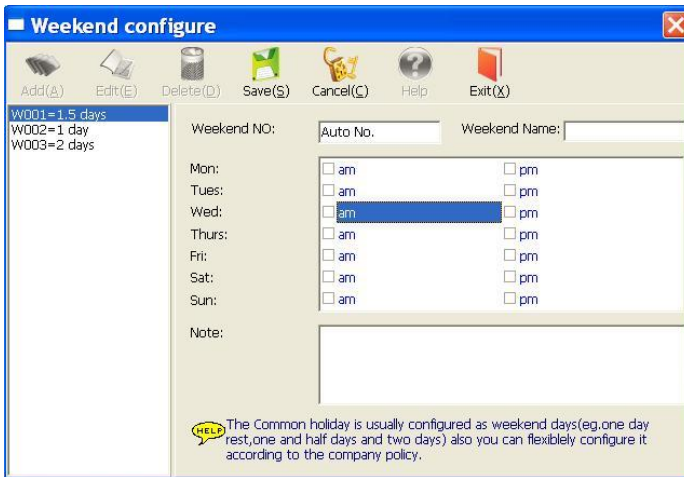 Weekend configure
Add(A) Edit(E) Delete(D) Save(S) Cancel(C) Help Exit(X)
W001=1.5 days
W002=1 day
W003=2 days
Weekend NO: Auto No. Weekend Name:
Mon: am pm
Tues: am pm
Wed: am pm
Thurs: am pm
Fri: am pm
Sat: am pm
Sun: am pm
Note:
HELP
The Common holiday is usually configured as weekend days(eg.one day
rest,one and half days and two days) also you can flexiblely configure it
according to the company policy.